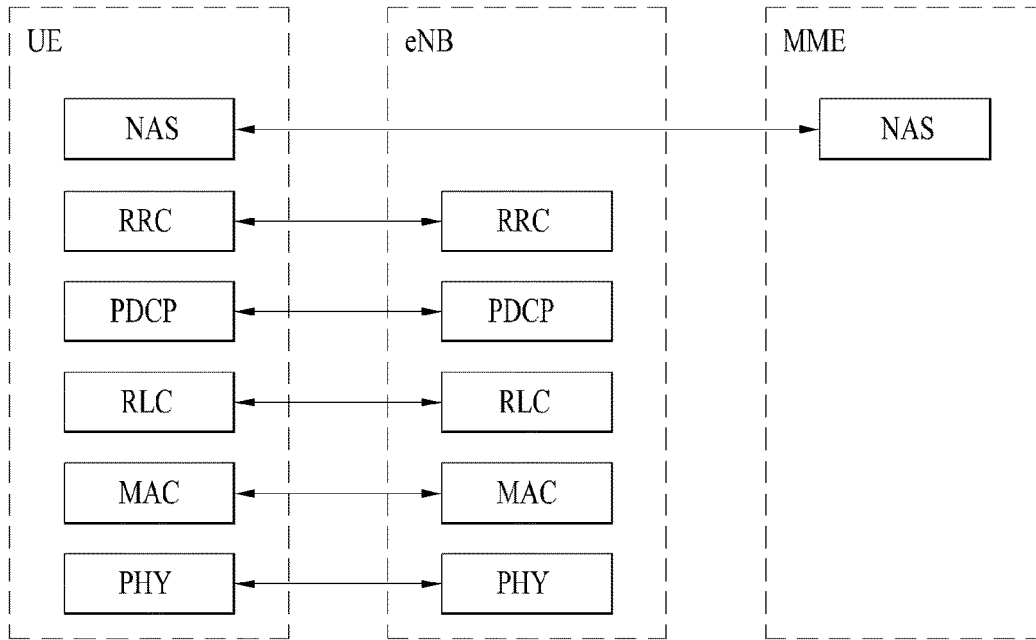 UE eNB MME
NAS NAS
RRC RRC
PDCP PDCP
RLC RLC
MAC MAC
PHY PHY